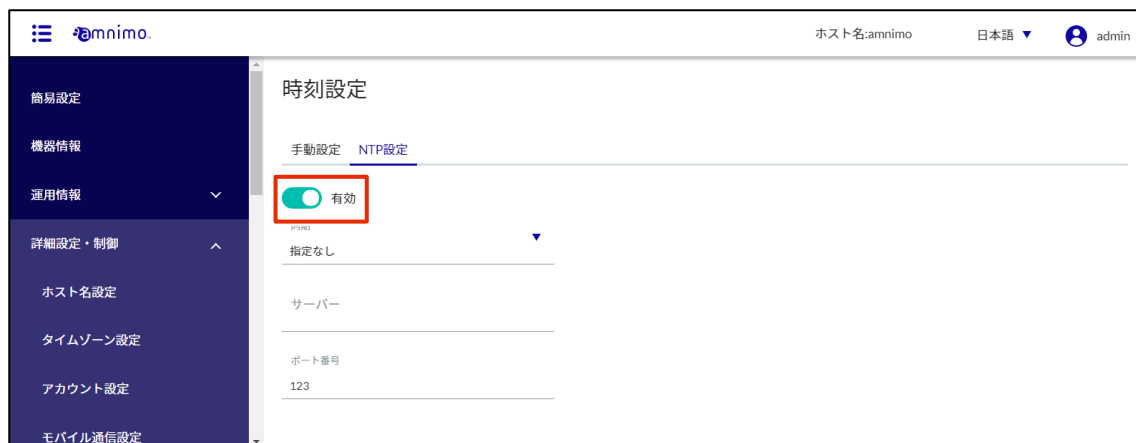 amnimo
ホスト名:amnimo
日本語 ▼
admin
簡易設定
機器情報
運用情報
詳細設定・制御
ホスト名設定
タイムゾーン設定
アカウント設定
モバイル通信設定
時刻設定
手動設定 NTP設定
有効
同期
指定なし
サーバー
ポート番号
123